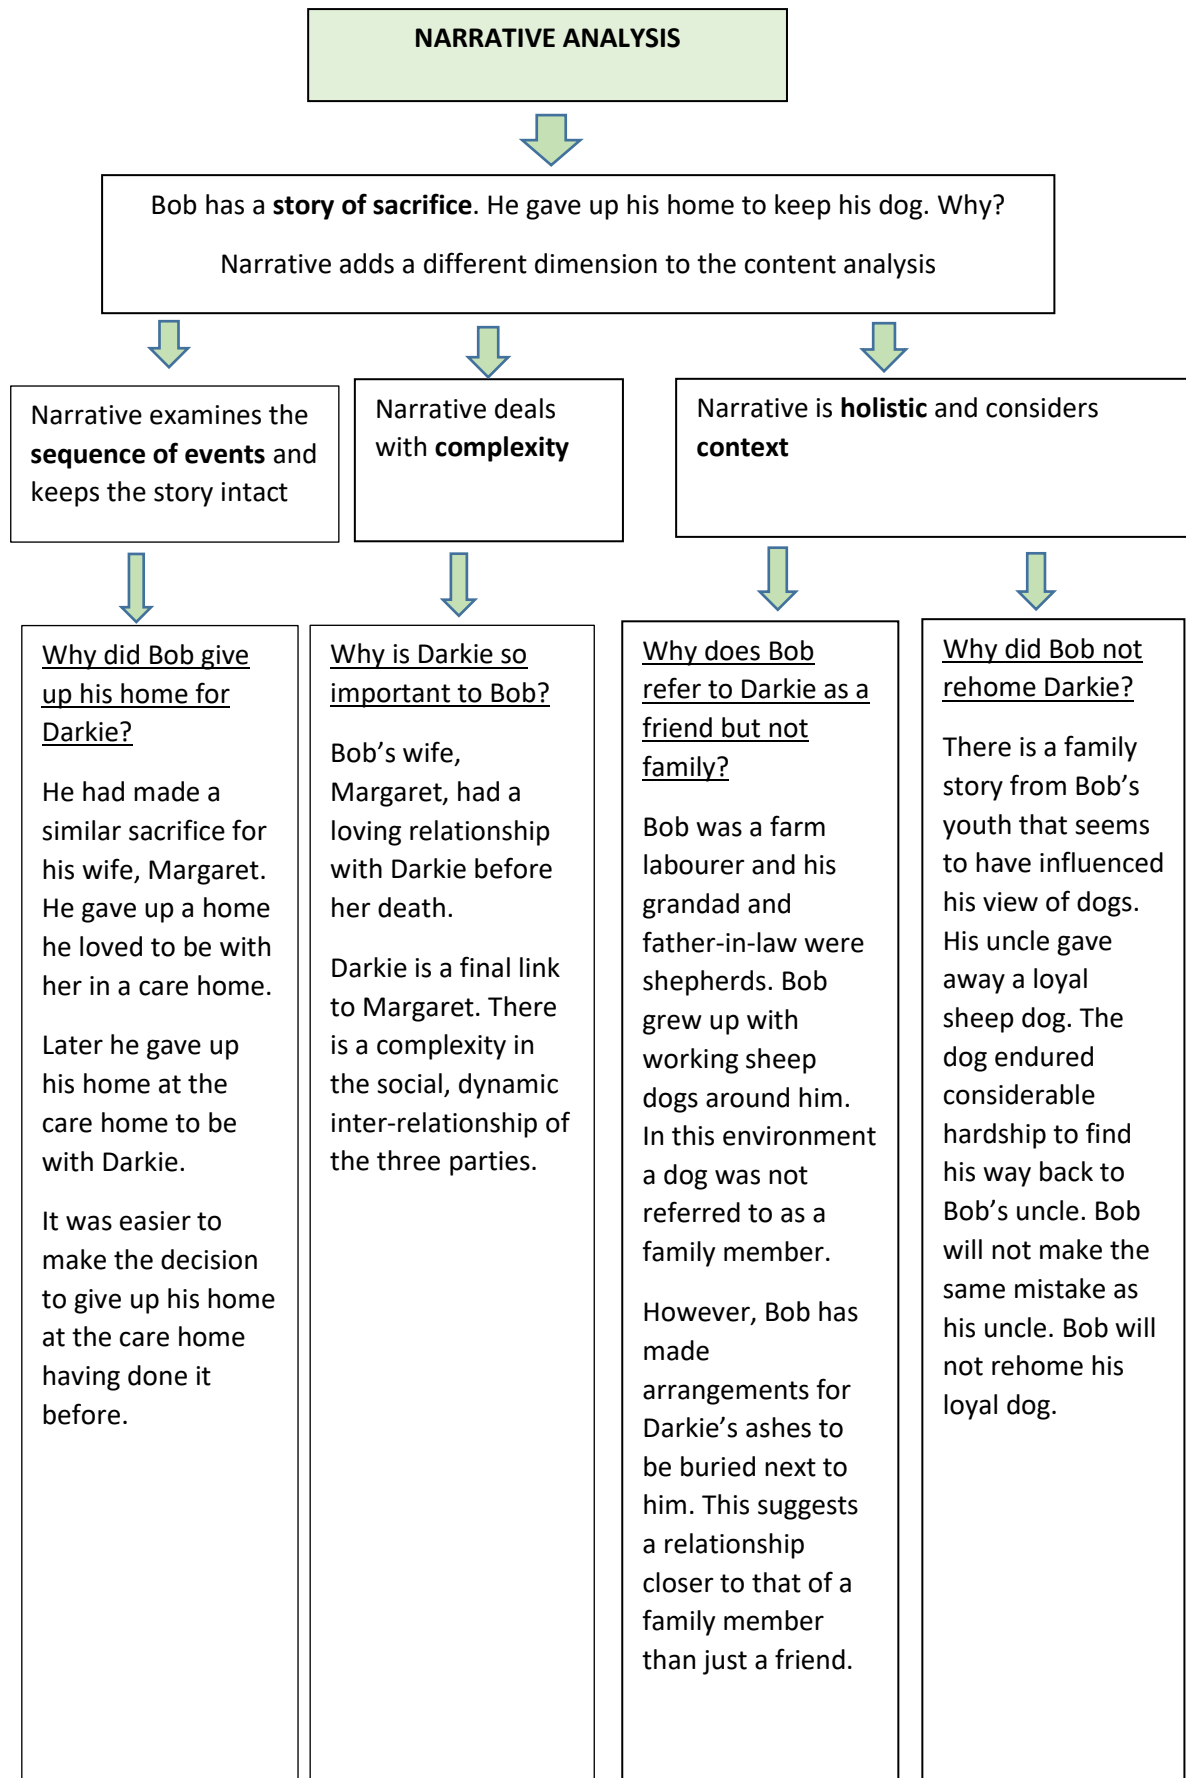 NARRATIVE ANALYSIS
Bob has a story of sacrifice. He gave up his home to keep his dog. Why?
Narrative adds a different dimension to the content analysis
Narrative examines the
sequence of events and
keeps the story intact
Narrative deals
with complexity
Narrative is holistic and considers
context
Why did Bob give
up his home for
Darkie?
He had made a
similar sacrifice for
his wife, Margaret.
He gave up a home
he loved to be with
her in a care home.
Later he gave up
his home at the
care home to be
with Darkie.
It was easier to
make the decision
to give up his home
at the care home
having done it
before.
Why is Darkie so
important to Bob?
Bob’s wife,
Margaret, had a
loving relationship
with Darkie before
her death.
Darkie is a final link
to Margaret. There
is a complexity in
the social, dynamic
inter-relationship of
the three parties.
Why does Bob
refer to Darkie as a
friend but not
family?
Bob was a farm
labourer and his
grandad and
father-in-law were
shepherds. Bob
grew up with
working sheep
dogs around him.
In this environment
a dog was not
referred to as a
family member.
However, Bob has
made
arrangements for
Darkie’s ashes to
be buried next to
him. This suggests
a relationship
closer to that of a
family member
than just a friend.
Why did Bob not
rehome Darkie?
There is a family
story from Bob’s
youth that seems
to have influenced
his view of dogs.
His uncle gave
away a loyal
sheep dog. The
dog endured
considerable
hardship to find
his way back to
Bob’s uncle. Bob
will not make the
same mistake as
his uncle. Bob will
not rehome his
loyal dog.